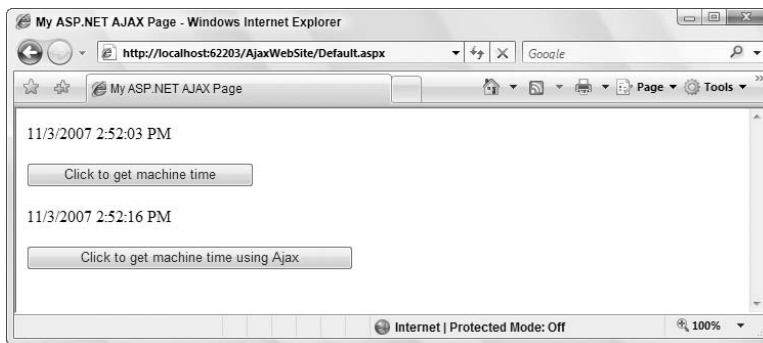 My ASP.NET AJAX Page - Windows Internet Explorer
http://localhost:62203/AjaxWebSite/Default.aspx
Google
My ASP.NET AJAX Page
Page
Tools
11/3/2007 2:52:03 PM
Click to get machine time
11/3/2007 2:52:16 PM
Click to get machine time using Ajax
Internet | Protected Mode: Off
100%